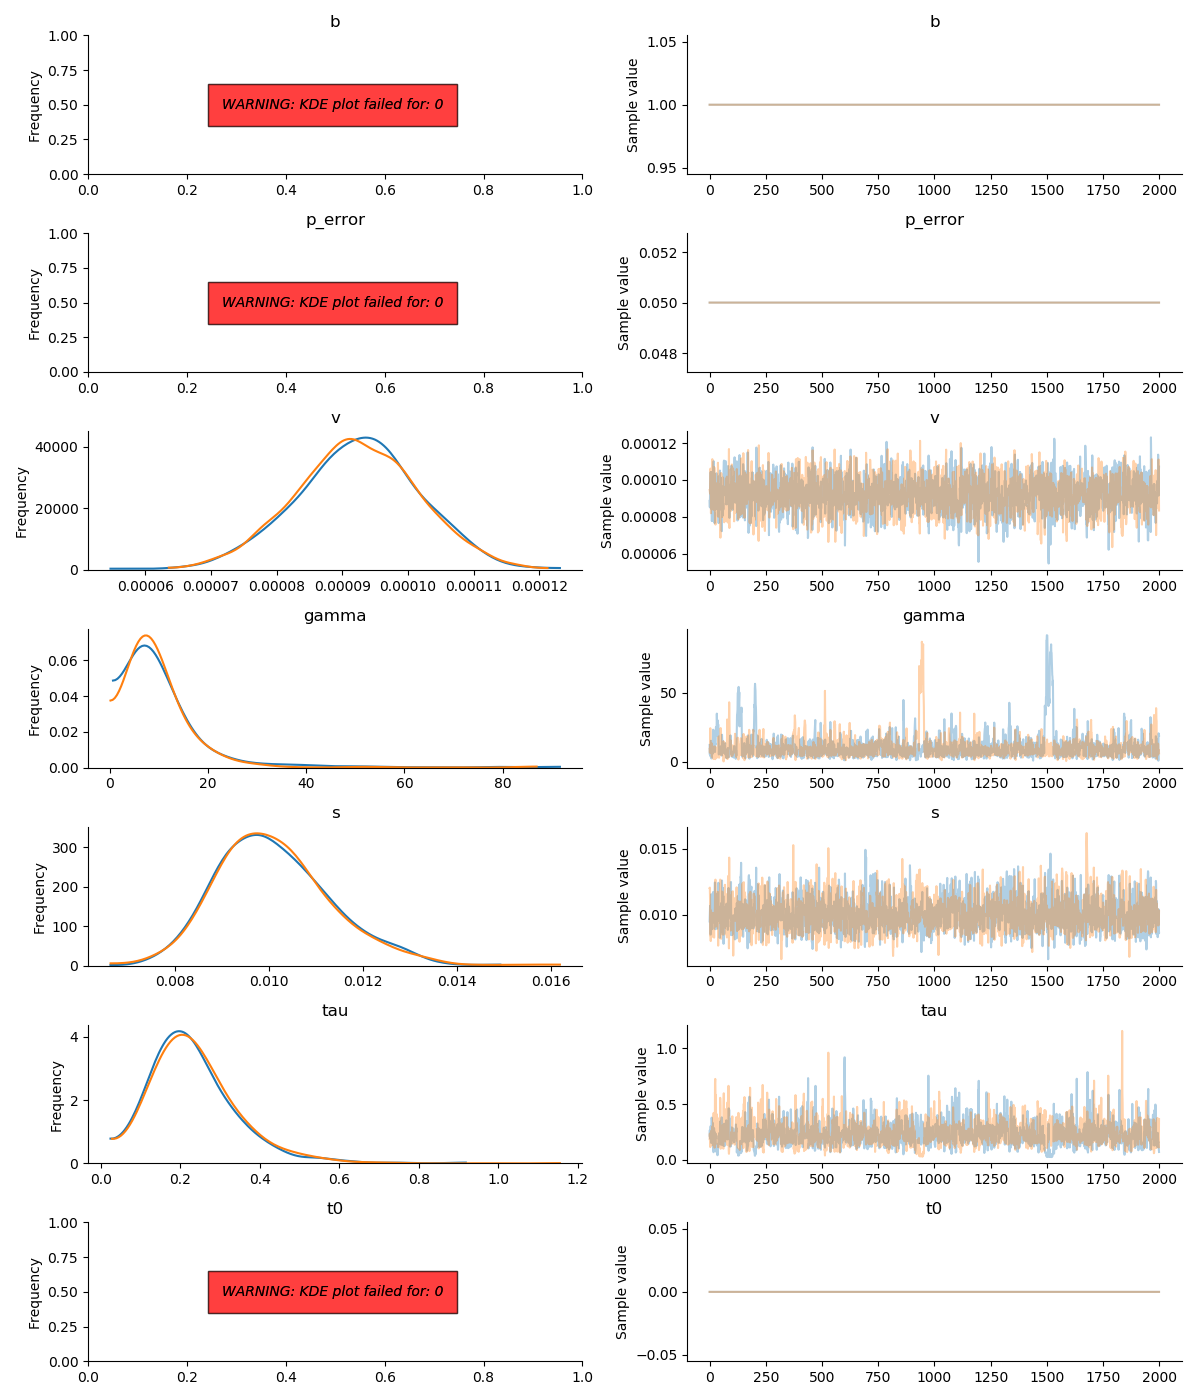 b
1.00
0.75
0.50
0.25
0.00
Frequency
WARNING: KDE plot failed for: 0
0.0 0.2 0.4 0.6 0.8 1.0
b
1.05
1.00
0.95
Sample value
0 250 500 750 1000 1250 1500 1750 2000
p_error
1.00
0.75
0.50
0.25
0.00
Frequency
WARNING: KDE plot failed for: 0
0.0 0.2 0.4 0.6 0.8 1.0
p_error
0.052
0.050
0.048
Sample value
0 250 500 750 1000 1250 1500 1750 2000
v
40000
20000
0
Frequency
0.00006 0.00007 0.00008 0.00009 0.00010 0.00011 0.00012
v
0.00012
0.00010
0.00008
0.00006
Sample value
0 250 500 750 1000 1250 1500 1750 2000
gamma
0.06
0.04
0.02
0.00
Frequency
0 20 40 60 80
gamma
50
0
Sample value
0 250 500 750 1000 1250 1500 1750 2000
s
300
200
100
0
Frequency
0.008 0.010 0.012 0.014 0.016
s
0.015
0.010
Sample value
0 250 500 750 1000 1250 1500 1750 2000
tau
4
2
0
Frequency
0.0 0.2 0.4 0.6 0.8 1.0 1.2
tau
1.0
0.5
0.0
Sample value
0 250 500 750 1000 1250 1500 1750 2000
t0
1.00
0.75
0.50
0.25
0.00
Frequency
WARNING: KDE plot failed for: 0
0.0 0.2 0.4 0.6 0.8 1.0
t0
0.05
0.00
−0.05
Sample value
0 250 500 750 1000 1250 1500 1750 2000